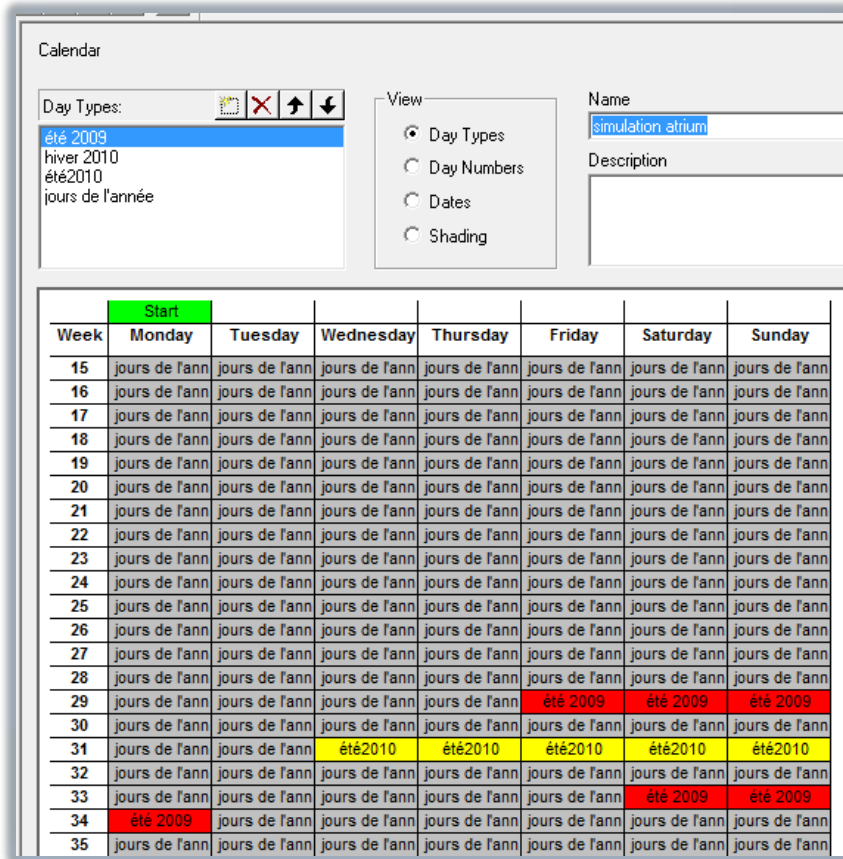 Calendar
Day Types:
été 2009
hiver 2010
été2010
jours de l'année
View
Day Types
Day Numbers
Dates
Shading
Name
simulation atrium
Description
Start
Week Monday Tuesday Wednesday Thursday Friday Saturday Sunday
15 jours de l'ann jours de l'ann jours de l'ann jours de l'ann jours de l'ann jours de l'ann jours de l'ann
16 jours de l'ann jours de l'ann jours de l'ann jours de l'ann jours de l'ann jours de l'ann jours de l'ann
17 jours de l'ann jours de l'ann jours de l'ann jours de l'ann jours de l'ann jours de l'ann jours de l'ann
18 jours de l'ann jours de l'ann jours de l'ann jours de l'ann jours de l'ann jours de l'ann jours de l'ann
19 jours de l'ann jours de l'ann jours de l'ann jours de l'ann jours de l'ann jours de l'ann jours de l'ann
20 jours de l'ann jours de l'ann jours de l'ann jours de l'ann jours de l'ann jours de l'ann jours de l'ann
21 jours de l'ann jours de l'ann jours de l'ann jours de l'ann jours de l'ann jours de l'ann jours de l'ann
22 jours de l'ann jours de l'ann jours de l'ann jours de l'ann jours de l'ann jours de l'ann jours de l'ann
23 jours de l'ann jours de l'ann jours de l'ann jours de l'ann jours de l'ann jours de l'ann jours de l'ann
24 jours de l'ann jours de l'ann jours de l'ann jours de l'ann jours de l'ann jours de l'ann jours de l'ann
25 jours de l'ann jours de l'ann jours de l'ann jours de l'ann jours de l'ann jours de l'ann jours de l'ann
26 jours de l'ann jours de l'ann jours de l'ann jours de l'ann jours de l'ann jours de l'ann jours de l'ann
27 jours de l'ann jours de l'ann jours de l'ann jours de l'ann jours de l'ann jours de l'ann jours de l'ann
28 jours de l'ann jours de l'ann jours de l'ann jours de l'ann jours de l'ann jours de l'ann jours de l'ann
29 jours de l'ann jours de l'ann jours de l'ann jours de l'ann été 2009 été 2009 été 2009
30 jours de l'ann jours de l'ann jours de l'ann jours de l'ann jours de l'ann jours de l'ann jours de l'ann
31 jours de l'ann jours de l'ann été2010 été2010 été2010 été2010 été2010
32 jours de l'ann jours de l'ann jours de l'ann jours de l'ann jours de l'ann jours de l'ann jours de l'ann
33 jours de l'ann jours de l'ann jours de l'ann jours de l'ann jours de l'ann été 2009 été 2009
34 été 2009 jours de l'ann jours de l'ann jours de l'ann jours de l'ann jours de l'ann jours de l'ann
35 jours de l'ann jours de l'ann jours de l'ann jours de l'ann jours de l'ann jours de l'ann jours de l'ann